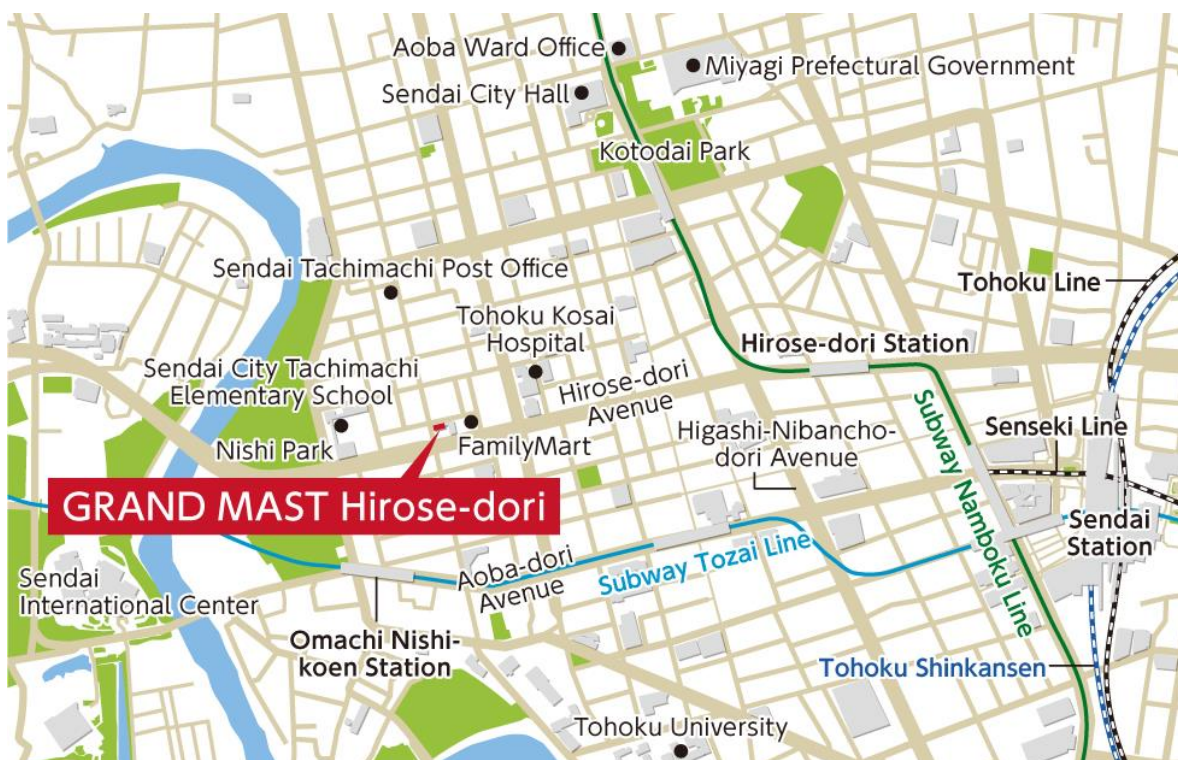 Aoba Ward Office
Miyagi Prefectural Government
Sendai City Hall
Kotodai Park
Sendai Tachimachi Post Office
Tohoku Line
Tohoku Kosai
Hospital
Hirose-dori Station
Sendai City Tachimachi
Elementary School
Hirose-dori
Avenue
Nishi Park
FamilyMart
Higashi-Nibancho-
dori Avenue
Senseki Line
Subway Namboku Line
GRAND MAST Hirose-dori
Sendai
Station
Sendai
International Center
Aoba-dori
Avenue
Subway Tozai Line
Omachi Nishi-
koen Station
Tohoku Shinkansen
Tohoku University